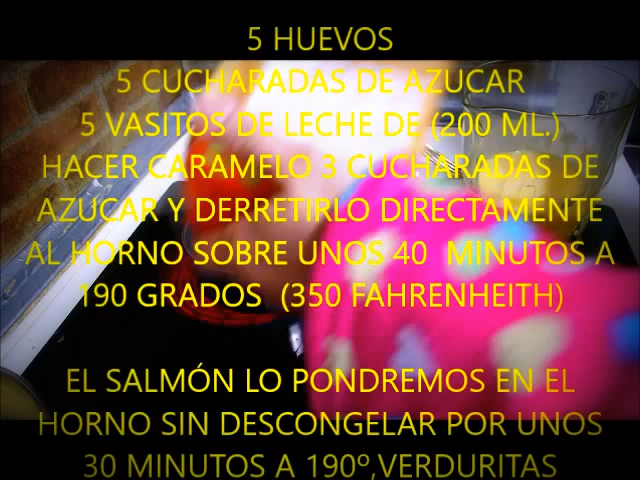 5 HUEVOS
5 CUCHARADAS DE AZUCAR
5 VASITOS DE LECHE DE (200 ML.)
HACER CARAMELO 3 CUCHARADAS DE
AZUCAR Y DERRETIRLO DIRECTAMENTE
AL HORNO SOBRE UNOS 40 MINUTOS A
190 GRADOS (350 FAHRENHEITH)
EL SALMÓN LO PONDREMOS EN EL
HORNO SIN DESCONGELAR POR UNOS
30 MINUTOS A 190º,VERDURITAS